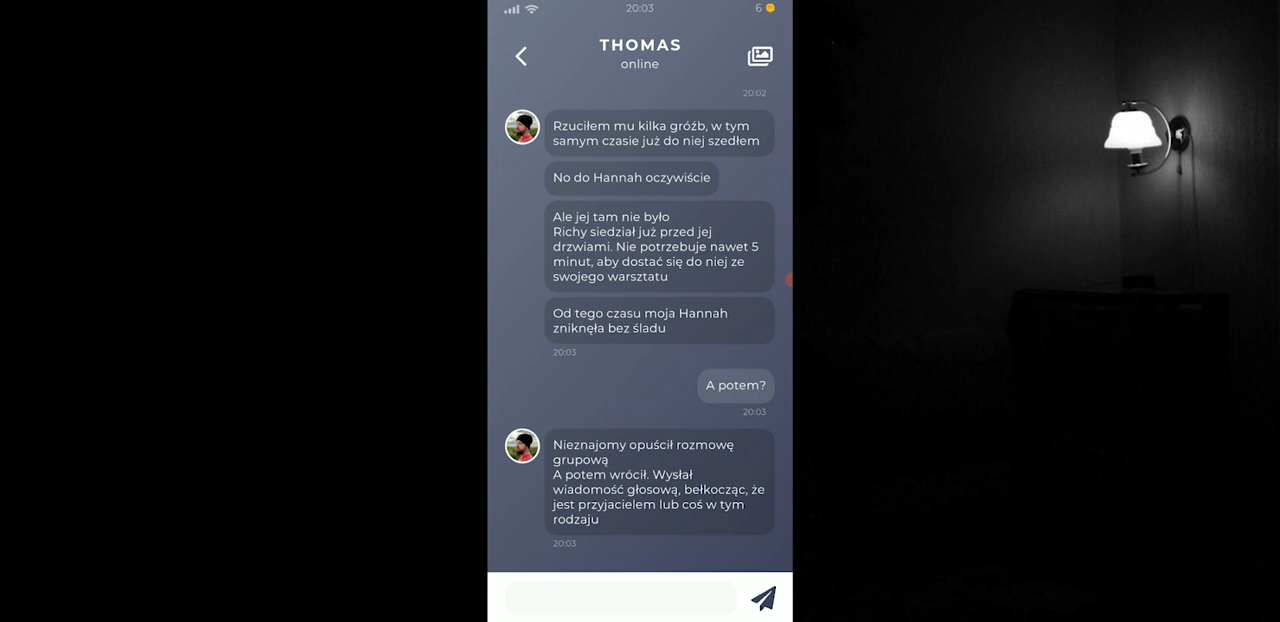 20:03
6
THOMAS
online
20:02
Rzuciłem mu kilka gróźb, w tym
samym czasie już do niej szedłem
No do Hannah oczywiście
Ale jej tam nie było
Richy siedział już przed jej
drzwiami. Nie potrzebuje nawet 5
minut, aby dostać się do niej ze
swojego warsztatu
Od tego czasu moja Hannah
zniknęła bez śladu
20:03
A potem?
20:03
Nieznajomy opuścił rozmowę
grupową
A potem wrócił. Wysłał
wiadomość głosową, bełkocząc, że
jest przyjacielem lub coś w tym
rodzaju
20:03